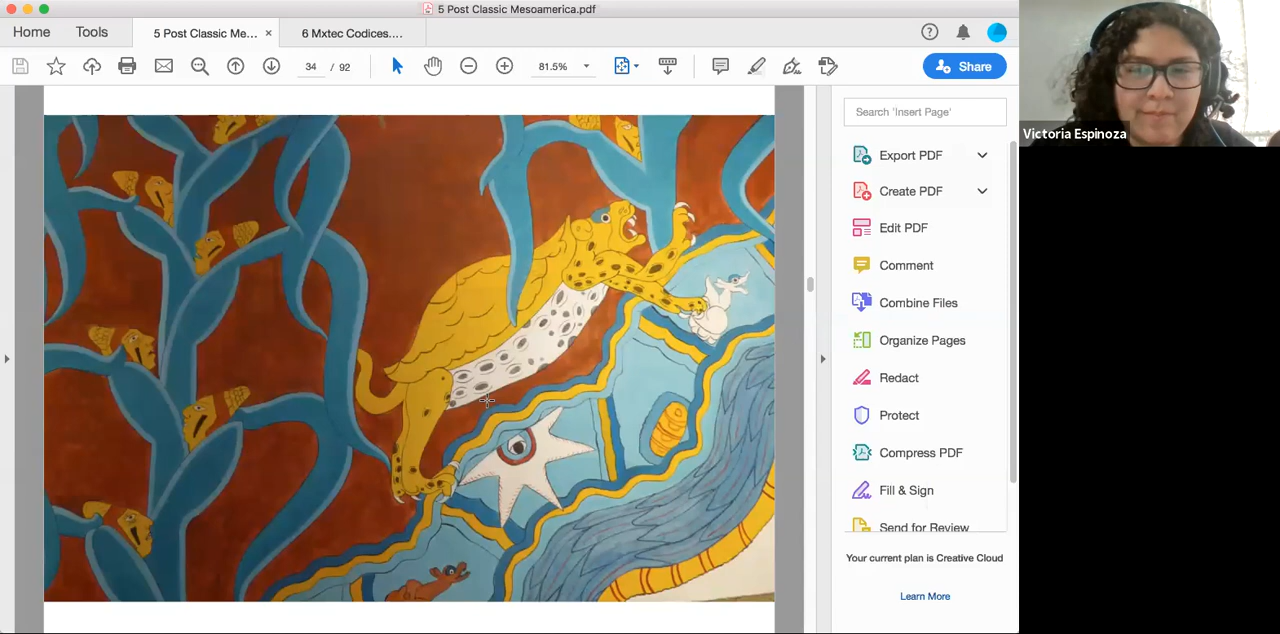 5 Post Classic Mesoamerica.pdf
Home
Tools
5 Post Classic Me... ×
6 Mxtec Codices....
34 / 92
81.5%
Share
Search 'Insert Page'
Export PDF
Create PDF
Edit PDF
Comment
Combine Files
Organize Pages
Redact
Protect
Compress PDF
Fill & Sign
Send for Review
Your current plan is Creative Cloud
Learn More
Victoria Espinoza